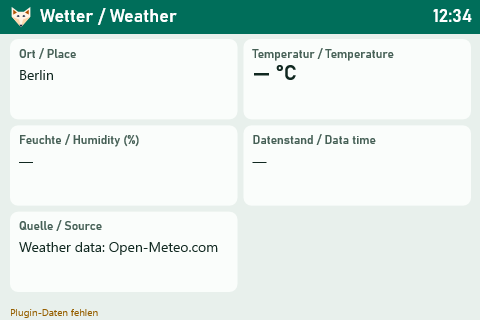 Wetter / Weather
12:34
Ort / Place
Berlin
Temperatur / Temperature
— °C
Feuchte / Humidity (%)
—
Datenstand / Data time
—
Quelle / Source
Weather data: Open-Meteo.com
Plugin-Daten fehlen